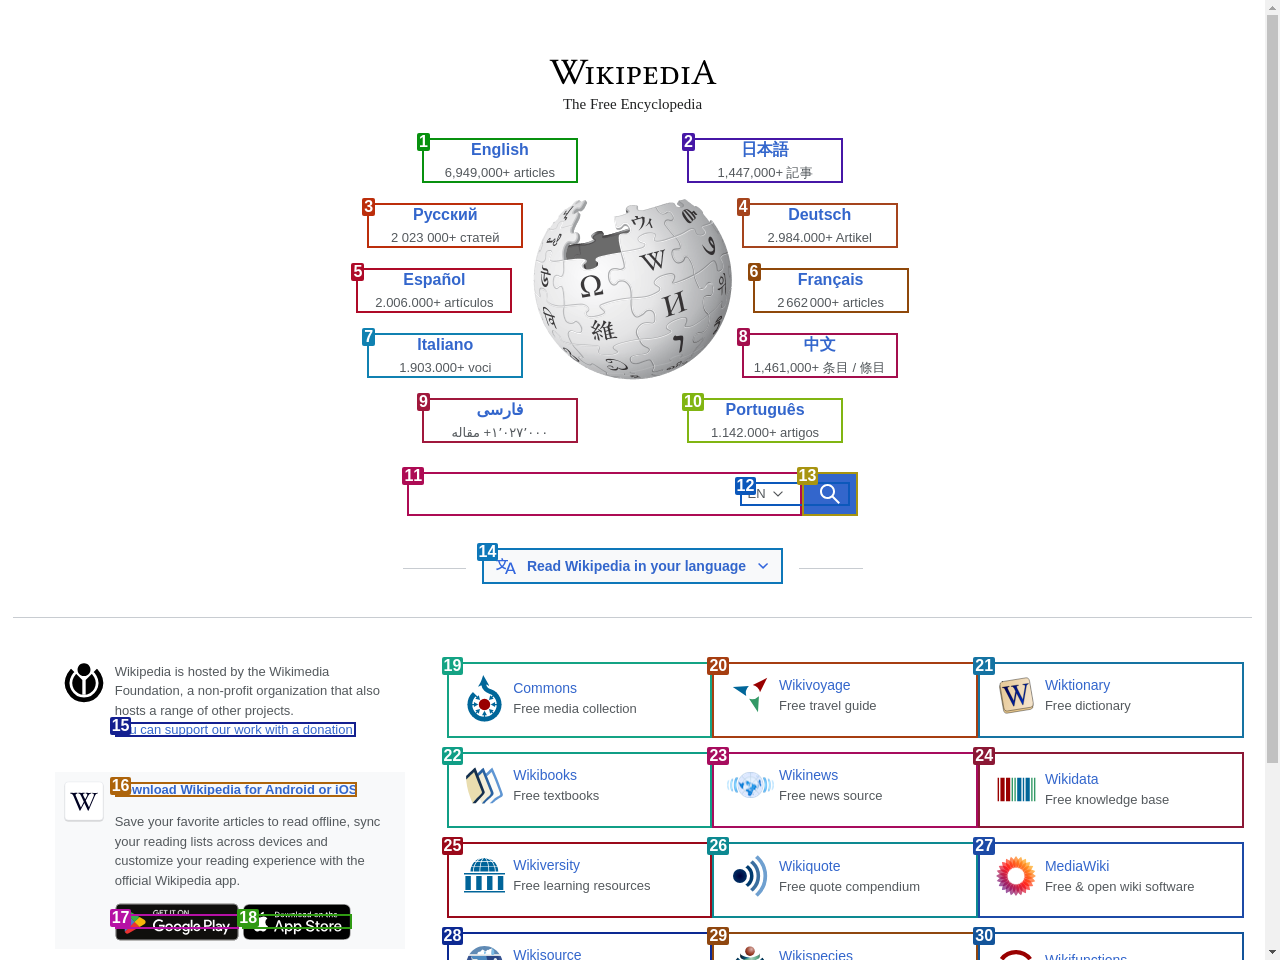 WIKIPEDIA
The Free Encyclopedia
1
English
6,949,000+ articles
2
日本語
1,447,000+ 記事
3
Русский
2 023 000+ статей
4
Deutsch
2.984.000+ Artikel
5
Español
2.006.000+ artículos
6
Français
2 662 000+ articles
7
Italiano
1.903.000+ voci
8
中文
1,461,000+ 条目 / 條目
9
فارسی
۱٬۰۲۷٬۰۰۰+ مقاله
10
Português
1.142.000+ artigos
11
12
EN
13
14
Read Wikipedia in your language
Wikipedia is hosted by the Wikimedia
Foundation, a non-profit organization that also
hosts a range of other projects.
15
can support our work with a donation.
16
wnload Wikipedia for Android or iOS
Save your favorite articles to read offline, sync
your reading lists across devices and
customize your reading experience with the
official Wikipedia app.
17
GET IT ON
Google Play
18
Download on the
App Store
19
Commons
Free media collection
20
Wikivoyage
Free travel guide
21
Wiktionary
Free dictionary
22
Wikibooks
Free textbooks
23
Wikinews
Free news source
24
Wikidata
Free knowledge base
25
Wikiversity
Free learning resources
26
Wikiquote
Free quote compendium
27
MediaWiki
Free & open wiki software
28
Wikisource
29
Wikispecies
30
Wikifunctions